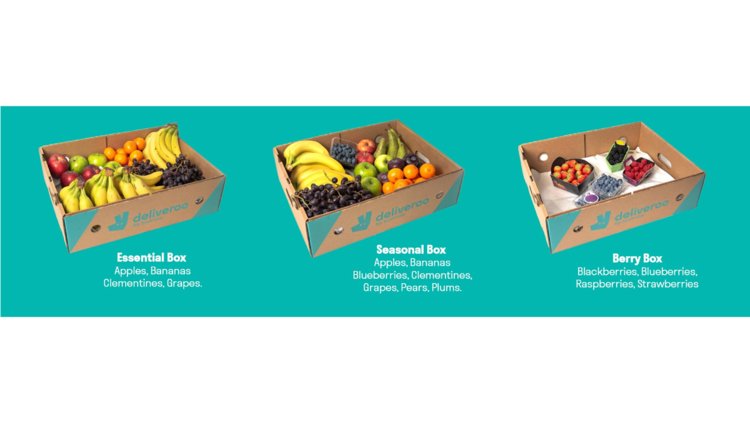 deliveroo
Essential Box
Apples, Bananas
Clementines, Grapes.
deliveroo
Seasonal Box
Apples, Bananas
Blueberries, Clementines,
Grapes, Pears, Plums.
deliveroo
Berry Box
Blackberries, Blueberries,
Raspberries, Strawberries